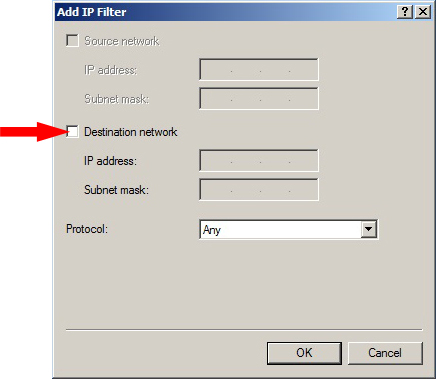 Add IP Filter
Source network
IP address:
Subnet mask:
Destination network
IP address:
Subnet mask:
Protocol: Any
OK Cancel